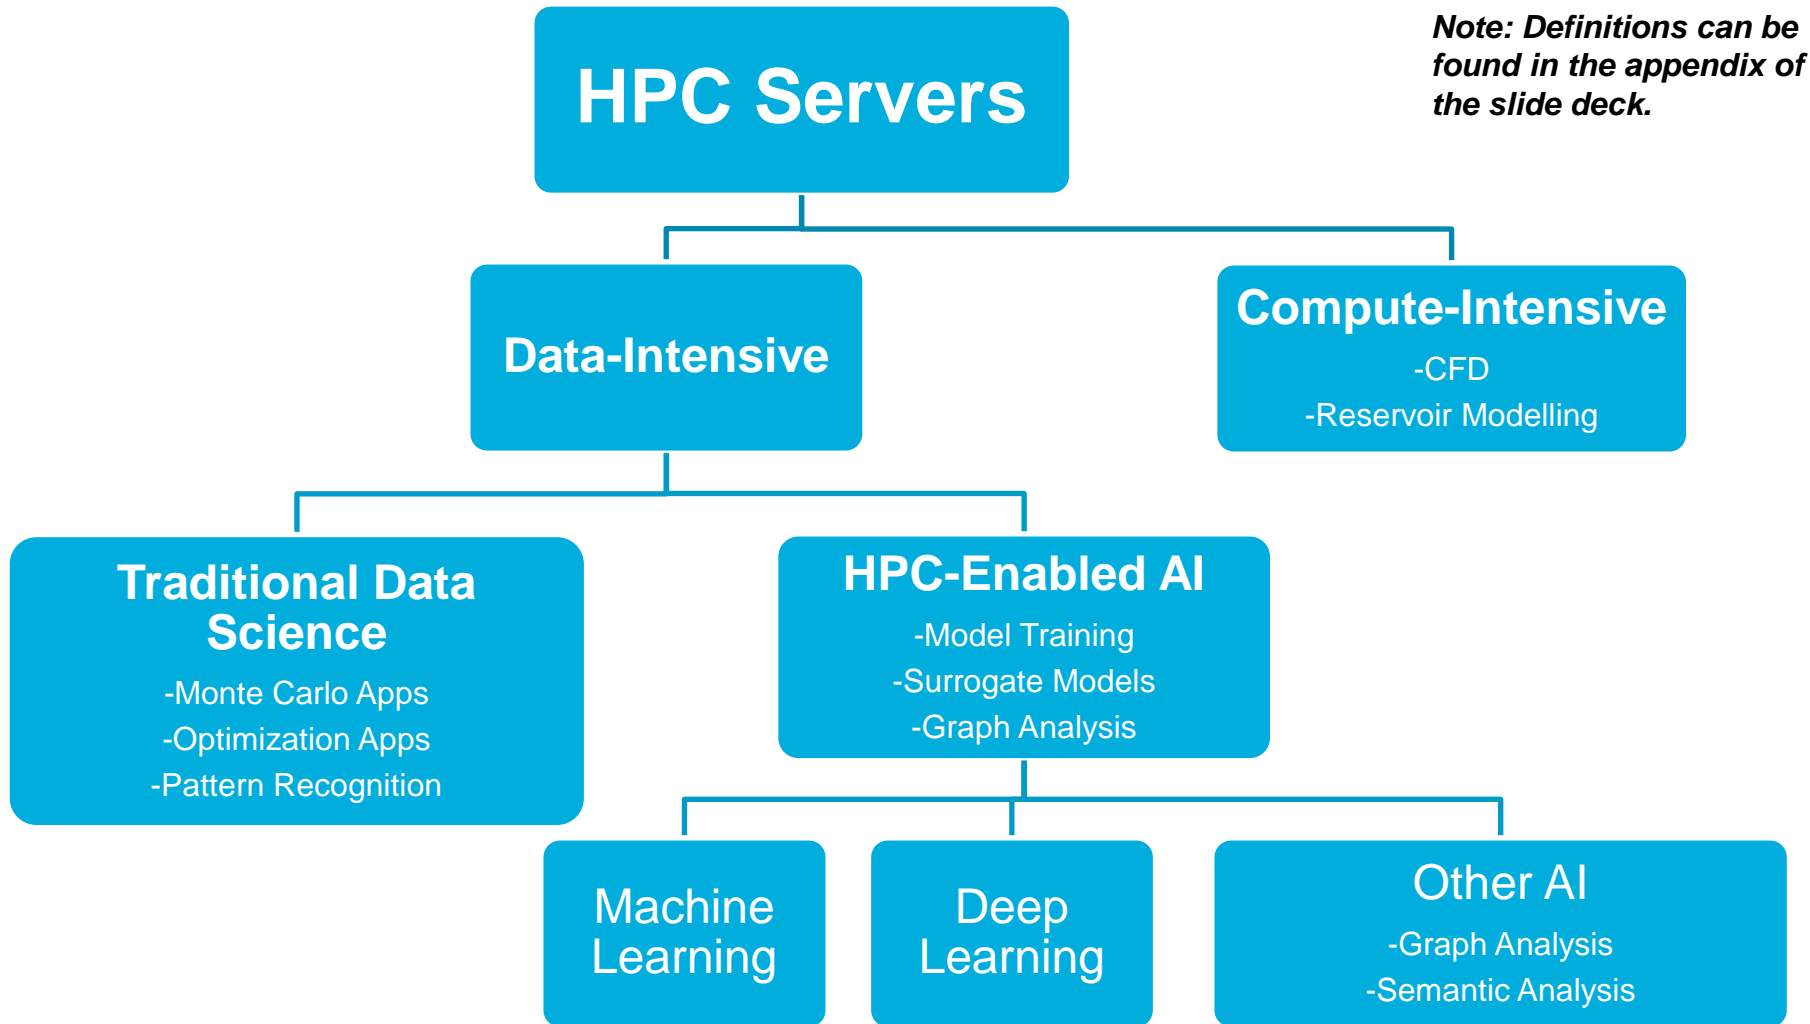 HPC Servers
Note: Definitions can be
found in the appendix of
the slide deck.
Data-Intensive
Compute-Intensive
-CFD
-Reservoir Modelling
Traditional Data
Science
-Monte Carlo Apps
-Optimization Apps
-Pattern Recognition
HPC-Enabled AI
-Model Training
-Surrogate Models
-Graph Analysis
Machine
Learning
Deep
Learning
Other AI
-Graph Analysis
-Semantic Analysis